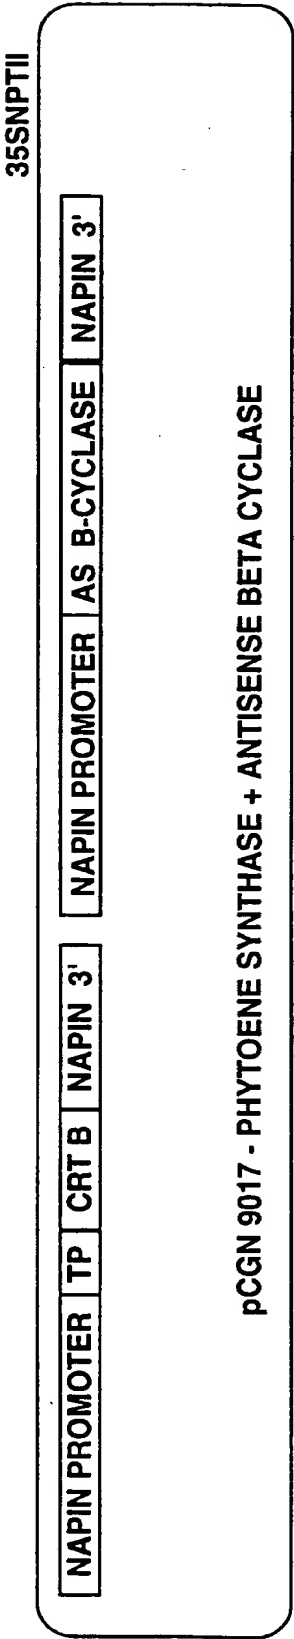 35SNPTII
NAPIN PROMOTER TP CRT B NAPIN 3' NAPIN PROMOTER AS B-CYCLASE NAPIN 3'
pCGN 9017 - PHYTOENE SYNTHASE + ANTISENSE BETA CYCLASE